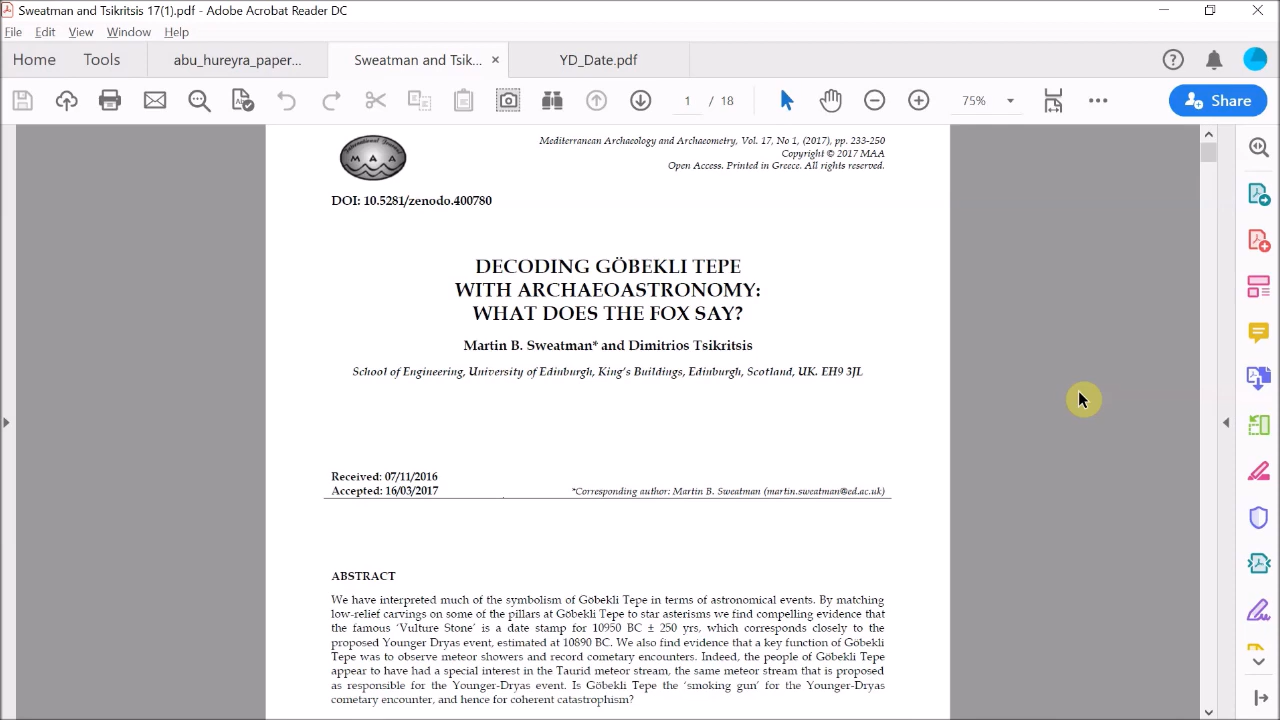 Sweatman and Tsikritsis 17(1).pdf - Adobe Acrobat Reader DC
File Edit View Window Help
Home Tools abu_hureyra_paper... Sweatman and Tsik... × YD_Date.pdf
1 / 18 75% Share
Mediterranean Archaeology and Archaeometry, Vol. 17, No 1, (2017), pp. 233-250
Copyright © 2017 MAA
Open Access. Printed in Greece. All rights reserved.
MAA
DOI: 10.5281/zenodo.400780
DECODING GÖBEKLI TEPE
WITH ARCHAEOASTRONOMY:
WHAT DOES THE FOX SAY?
Martin B. Sweatman* and Dimitrios Tsikritsis
School of Engineering, University of Edinburgh, King's Buildings, Edinburgh, Scotland, UK. EH9 3JL
Received: 07/11/2016
Accepted: 16/03/2017 *Corresponding author: Martin B. Sweatman (martin.sweatman@ed.ac.uk)
ABSTRACT
We have interpreted much of the symbolism of Göbekli Tepe in terms of astronomical events. By matching
low-relief carvings on some of the pillars at Göbekli Tepe to star asterisms we find compelling evidence that
the famous 'Vulture Stone' is a date stamp for 10950 BC ± 250 yrs, which corresponds closely to the
proposed Younger Dryas event, estimated at 10890 BC. We also find evidence that a key function of Göbekli
Tepe was to observe meteor showers and record cometary encounters. Indeed, the people of Göbekli Tepe
appear to have had a special interest in the Taurid meteor stream, the same meteor stream that is proposed
as responsible for the Younger-Dryas event. Is Göbekli Tepe the 'smoking gun' for the Younger-Dryas
cometary encounter, and hence for coherent catastrophism?